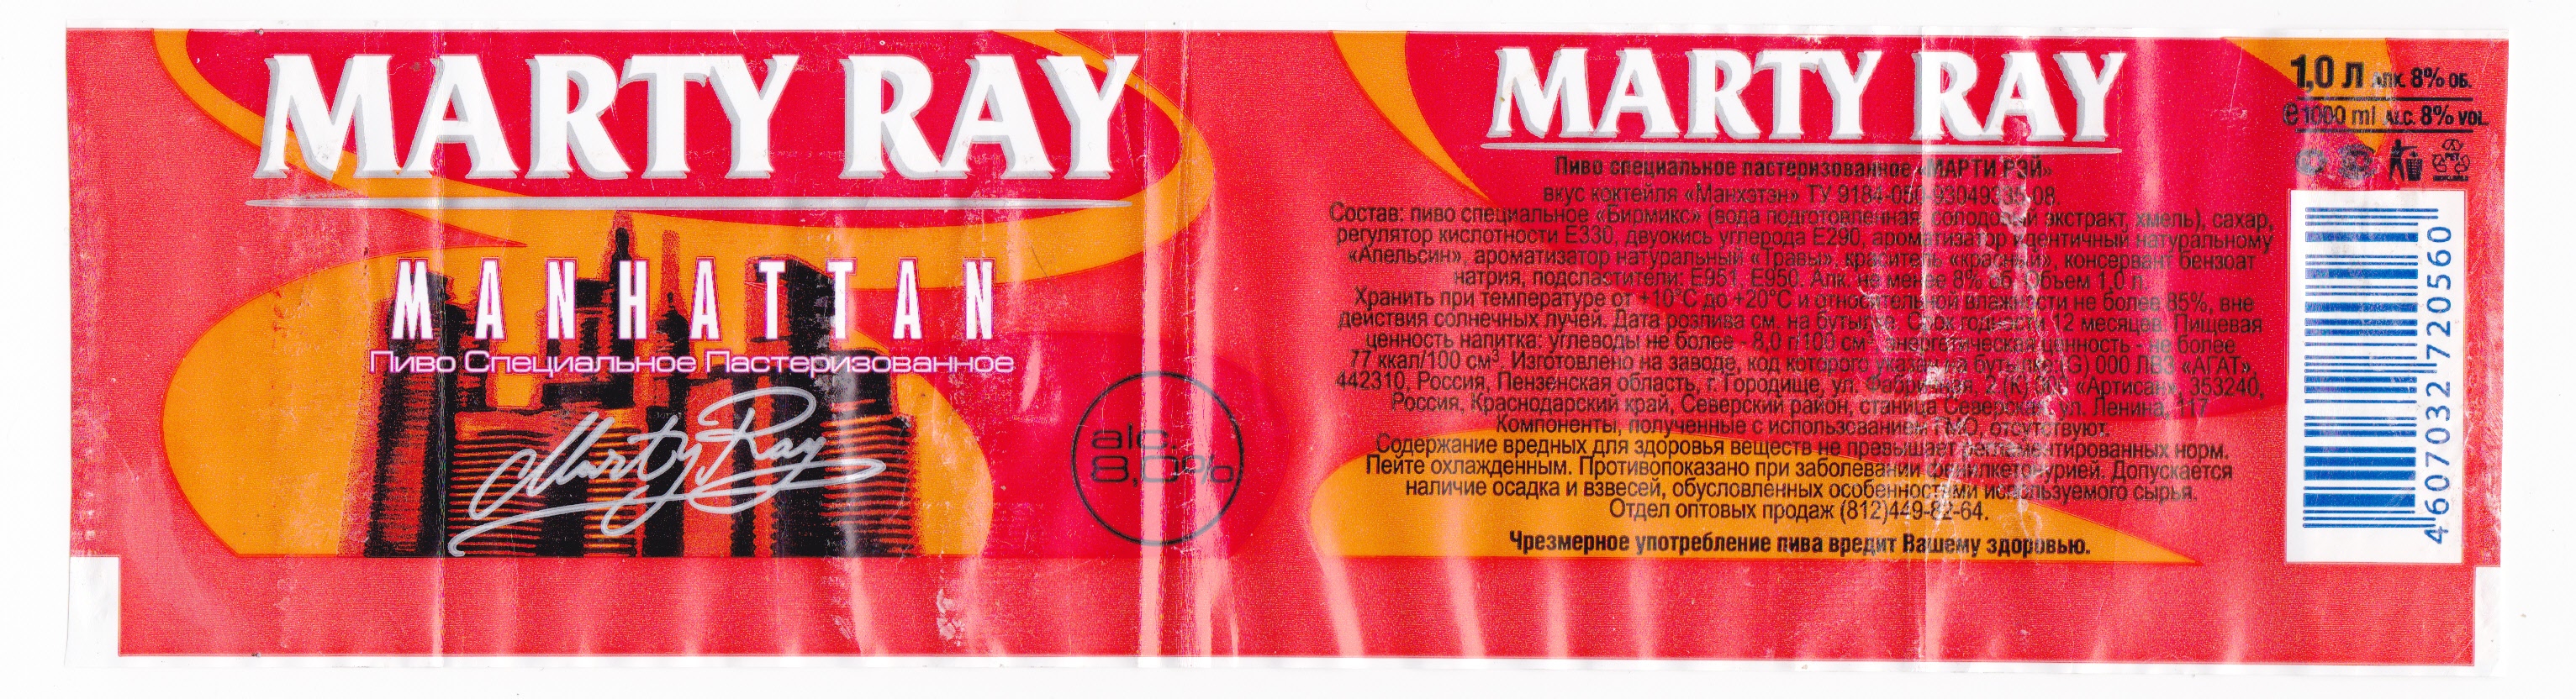 MARTY RAY
MANHATTAN
Пиво Специальное Пастеризованное
Marty Ray
alc.
8,0%
MARTY RAY
Пиво специальное пастеризованное «МАРТИ РЭЙ»
вкус коктейля «Манхэтэн» ТУ 9184-050-93049335-08.
Состав: пиво специальное «Бирмикс» (вода подготовленная, солодовый экстракт, хмель), сахар,
регулятор кислотности Е330, двуокись углерода Е290, ароматизатор идентичный натуральному
«Апельсин», ароматизатор натуральный «Травы», краситель «красный», консервант бензоат
натрия, подсластители: Е951, Е950. Алк. не менее 8% об. Объем 1,0 л.
Хранить при температуре от +10°С до +20°С и относительной влажности не более 85%, вне
действия солнечных лучей. Дата розлива см. на бутылке. Срок годности 12 месяцев. Пищевая
ценность напитка: углеводы не более - 8,0 г/100 см³, энергетическая ценность - не более
77 ккал/100 см³. Изготовлено на заводе, код которого указан на бутылке:(G) ООО ЛВЗ «АГАТ»,
442310, Россия, Пензенская область, г. Городище, ул. Фабричная, 2.(К) «Артисан», 353240,
Россия, Краснодарский край, Северский район, станица Северская, ул. Ленина, 117
Компоненты, полученные с использованием ГМО, отсутствуют.
Содержание вредных для здоровья веществ не превышает регламентированных норм.
Пейте охлажденным. Противопоказано при заболевании фенилкетонурией. Допускается
наличие осадка и взвесей, обусловленных особенностями используемого сырья.
Отдел оптовых продаж (812)449-82-64.
Чрезмерное употребление пива вредит Вашему здоровью.
1,0 л АЛК. 8% ОБ.
e 1000 ml ALC. 8% VOL.
PET
4607032720560